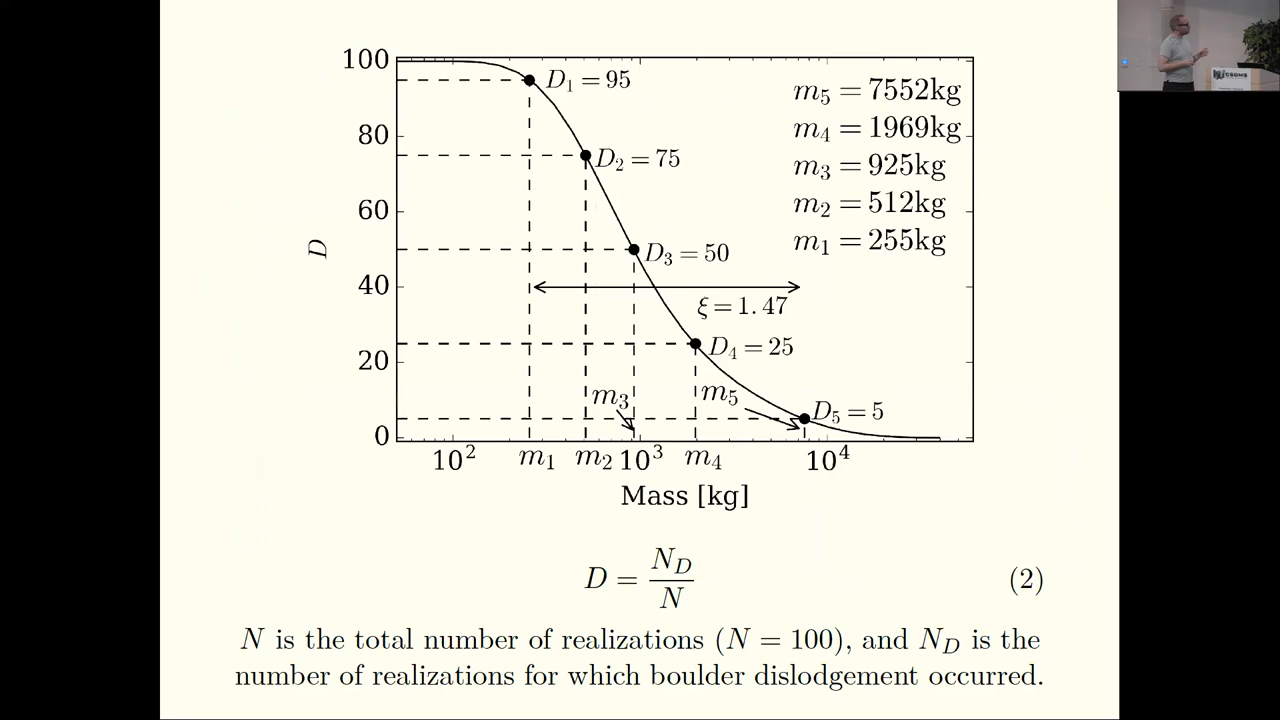 100
80
60
40
20
0
D
D₁ = 95
D₂ = 75
D₃ = 50
D₄ = 25
D₅ = 5
m₅ = 7552kg
m₄ = 1969kg
m₃ = 925kg
m₂ = 512kg
m₁ = 255kg
ξ = 1.47
m₃
m₅
10² m₁ m₂ 10³ m₄ 10⁴
Mass [kg]
D = N_D / N (2)
N is the total number of realizations (N = 100), and N_D is the
number of realizations for which boulder dislodgement occurred.
CSDMS